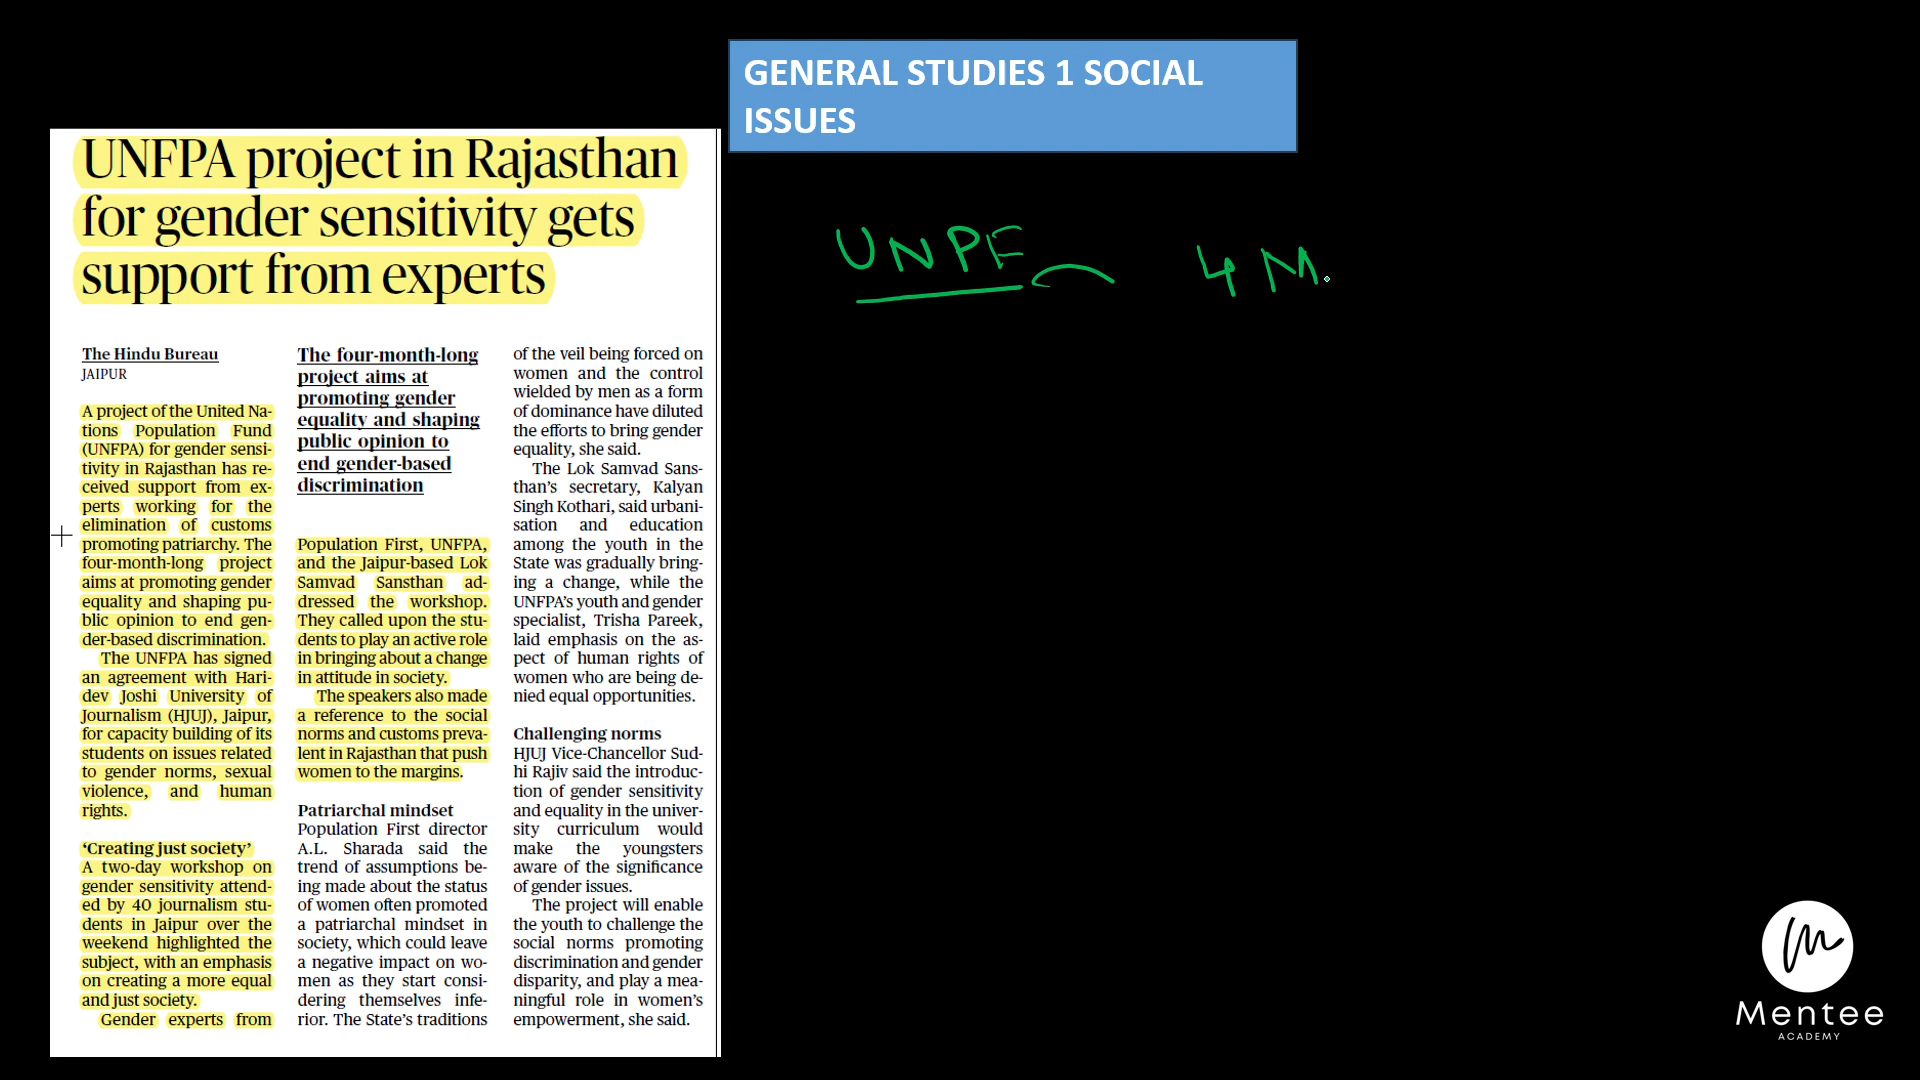 GENERAL STUDIES 1 SOCIAL
ISSUES
UNFPA project in Rajasthan
for gender sensitivity gets
support from experts
The Hindu Bureau
JAIPUR
A project of the United Na-
tions Population Fund
(UNFPA) for gender sensi-
tivity in Rajasthan has re-
ceived support from ex-
perts working for the
elimination of customs
promoting patriarchy. The
four-month-long project
aims at promoting gender
equality and shaping pu-
blic opinion to end gen-
der-based discrimination.
The UNFPA has signed
an agreement with Hari-
dev Joshi University of
Journalism (HJUJ), Jaipur,
for capacity building of its
students on issues related
to gender norms, sexual
violence, and human
rights.
‘Creating just society’
A two-day workshop on
gender sensitivity attend-
ed by 40 journalism stu-
dents in Jaipur over the
weekend highlighted the
subject, with an emphasis
on creating a more equal
and just society.
Gender experts from
The four-month-long
project aims at
promoting gender
equality and shaping
public opinion to
end gender-based
discrimination
Population First, UNFPA,
and the Jaipur-based Lok
Samvad Sansthan ad-
dressed the workshop.
They called upon the stu-
dents to play an active role
in bringing about a change
in attitude in society.
The speakers also made
a reference to the social
norms and customs preva-
lent in Rajasthan that push
women to the margins.
Patriarchal mindset
Population First director
A.L. Sharada said the
trend of assumptions be-
ing made about the status
of women often promoted
a patriarchal mindset in
society, which could leave
a negative impact on wo-
men as they start consi-
dering themselves infe-
rior. The State’s traditions
of the veil being forced on
women and the control
wielded by men as a form
of dominance have diluted
the efforts to bring gender
equality, she said.
The Lok Samvad Sans-
than’s secretary, Kalyan
Singh Kothari, said urbani-
sation and education
among the youth in the
State was gradually bring-
ing a change, while the
UNFPA’s youth and gender
specialist, Trisha Pareek,
laid emphasis on the as-
pect of human rights of
women who are being de-
nied equal opportunities.
Challenging norms
HJUJ Vice-Chancellor Sud-
hi Rajiv said the introduc-
tion of gender sensitivity
and equality in the univer-
sity curriculum would
make the youngsters
aware of the significance
of gender issues.
The project will enable
the youth to challenge the
social norms promoting
discrimination and gender
disparity, and play a mea-
ningful role in women’s
empowerment, she said.
UNPF 4 M
Mentee
ACADEMY